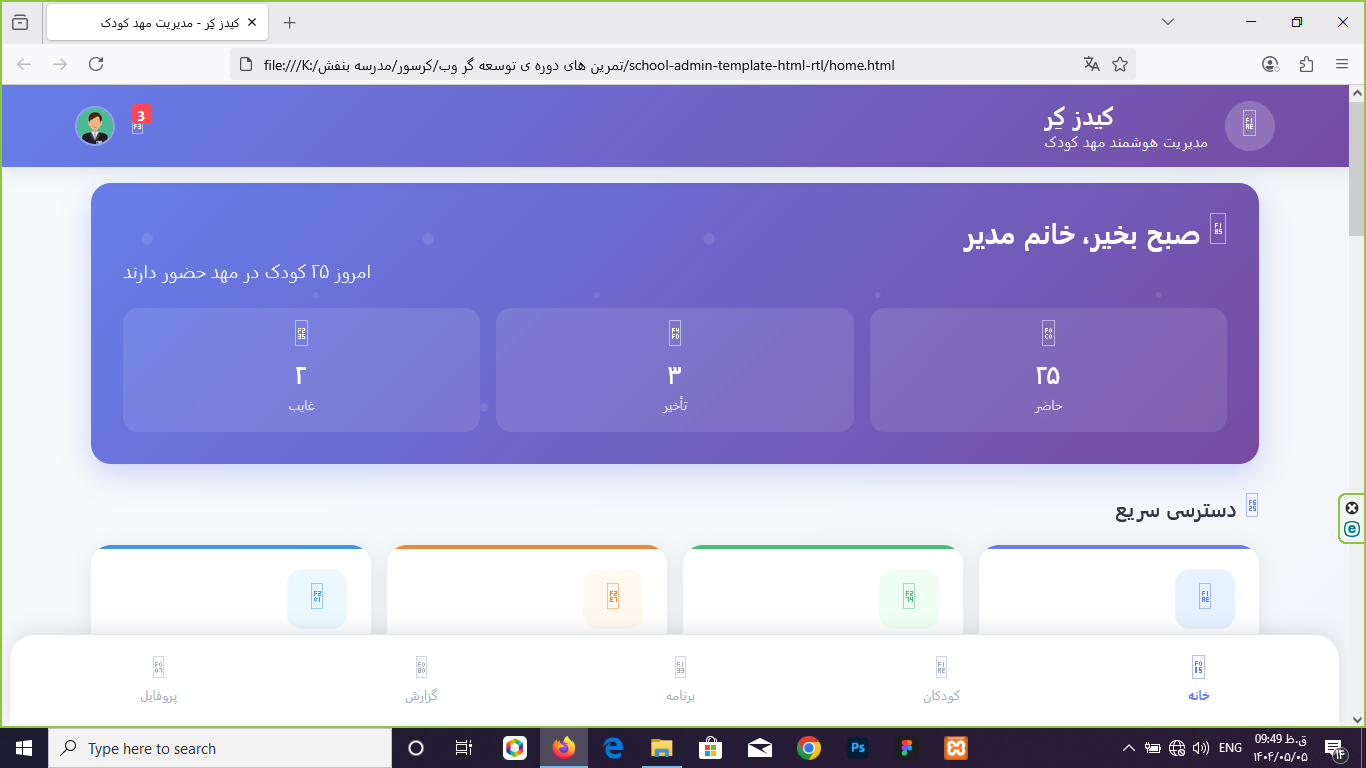 کیدز کِر - مدیریت مهد کودک
file:///K:/تمرین های دوره ی توسعه گر وب/کرسور/مدرسه بنفش/school-admin-template-html-rtl/home.html
کیدز کِر
مدیریت هوشمند مهد کودک
3
صبح بخیر، خانم مدیر
امروز ۲۵ کودک در مهد حضور دارند
۲۵
حاضر
۳
تأخیر
۲
غایب
دسترسی سریع
خانه
کودکان
برنامه
گزارش
پروفایل
Type here to search
ENG
09:49 ق.ظ
۱۴۰۴/۰۵/۰۵
۱۴